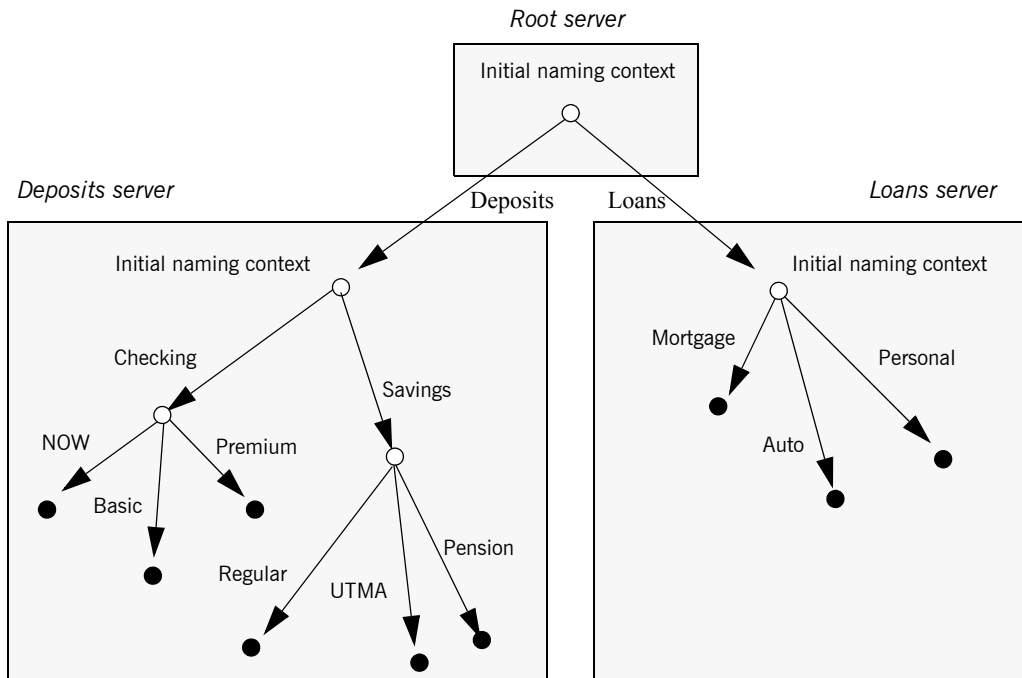 Root server
Initial naming context
Deposits server
Deposits
Loans
Loans server
Initial naming context
Initial naming context
Checking
Savings
Mortgage
Personal
NOW
Premium
Auto
Basic
Regular
UTMA
Pension